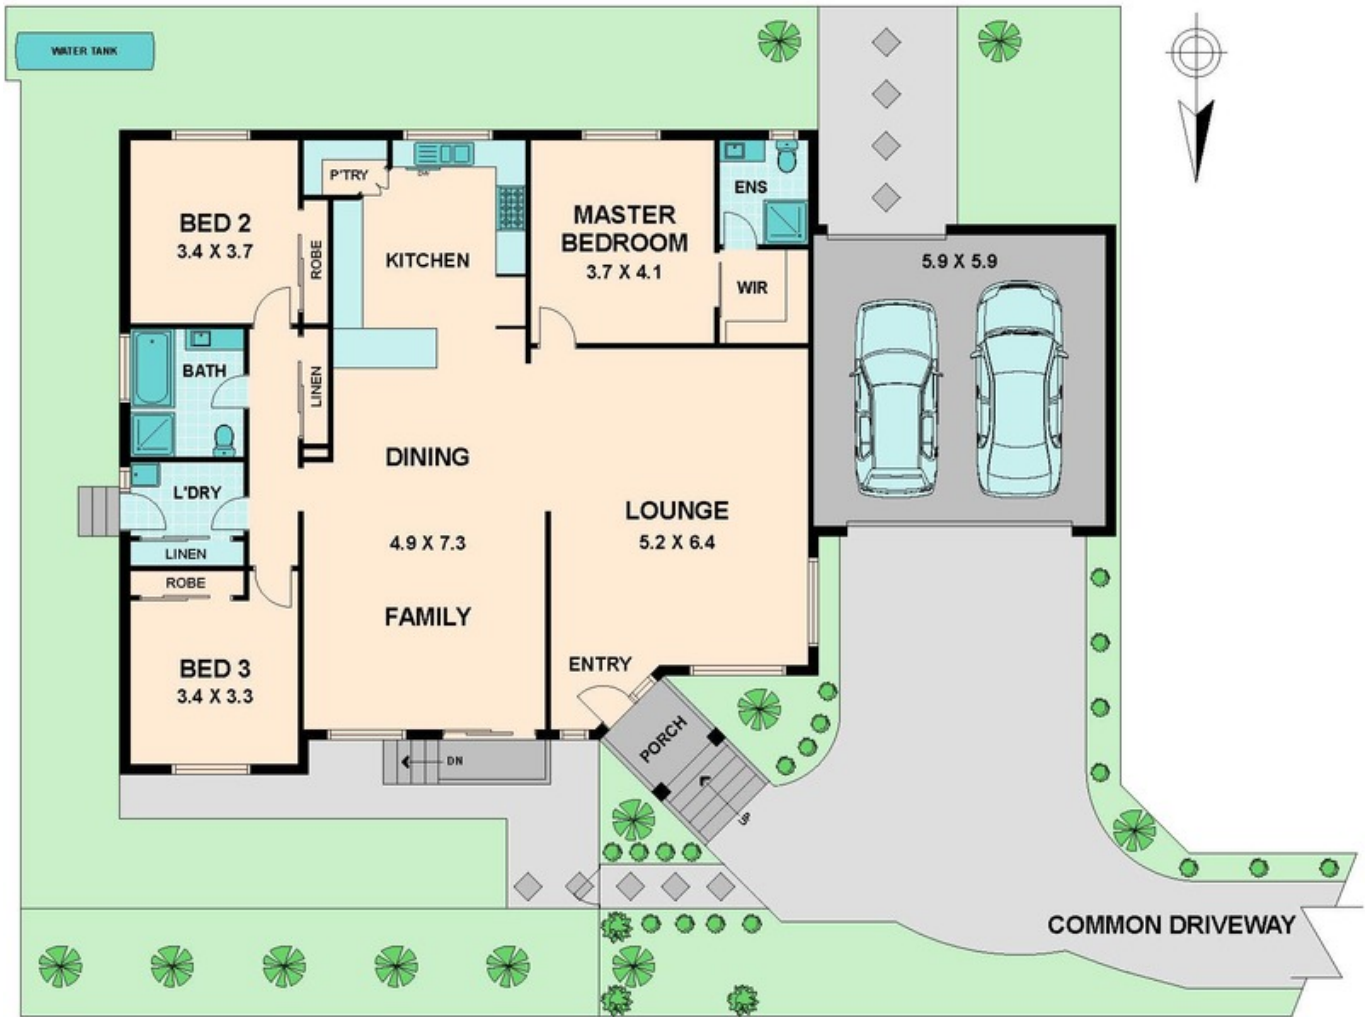 WATER TANK
P'TRY
DW
BED 2
3.4 X 3.7
ROBE
KITCHEN
MASTER
BEDROOM
3.7 X 4.1
ENS
WIR
5.9 X 5.9
BATH
LINEN
DINING
L'DRY
LINEN
LOUNGE
5.2 X 6.4
4.9 X 7.3
ROBE
FAMILY
BED 3
3.4 X 3.3
ENTRY
PORCH
DN
UP
COMMON DRIVEWAY